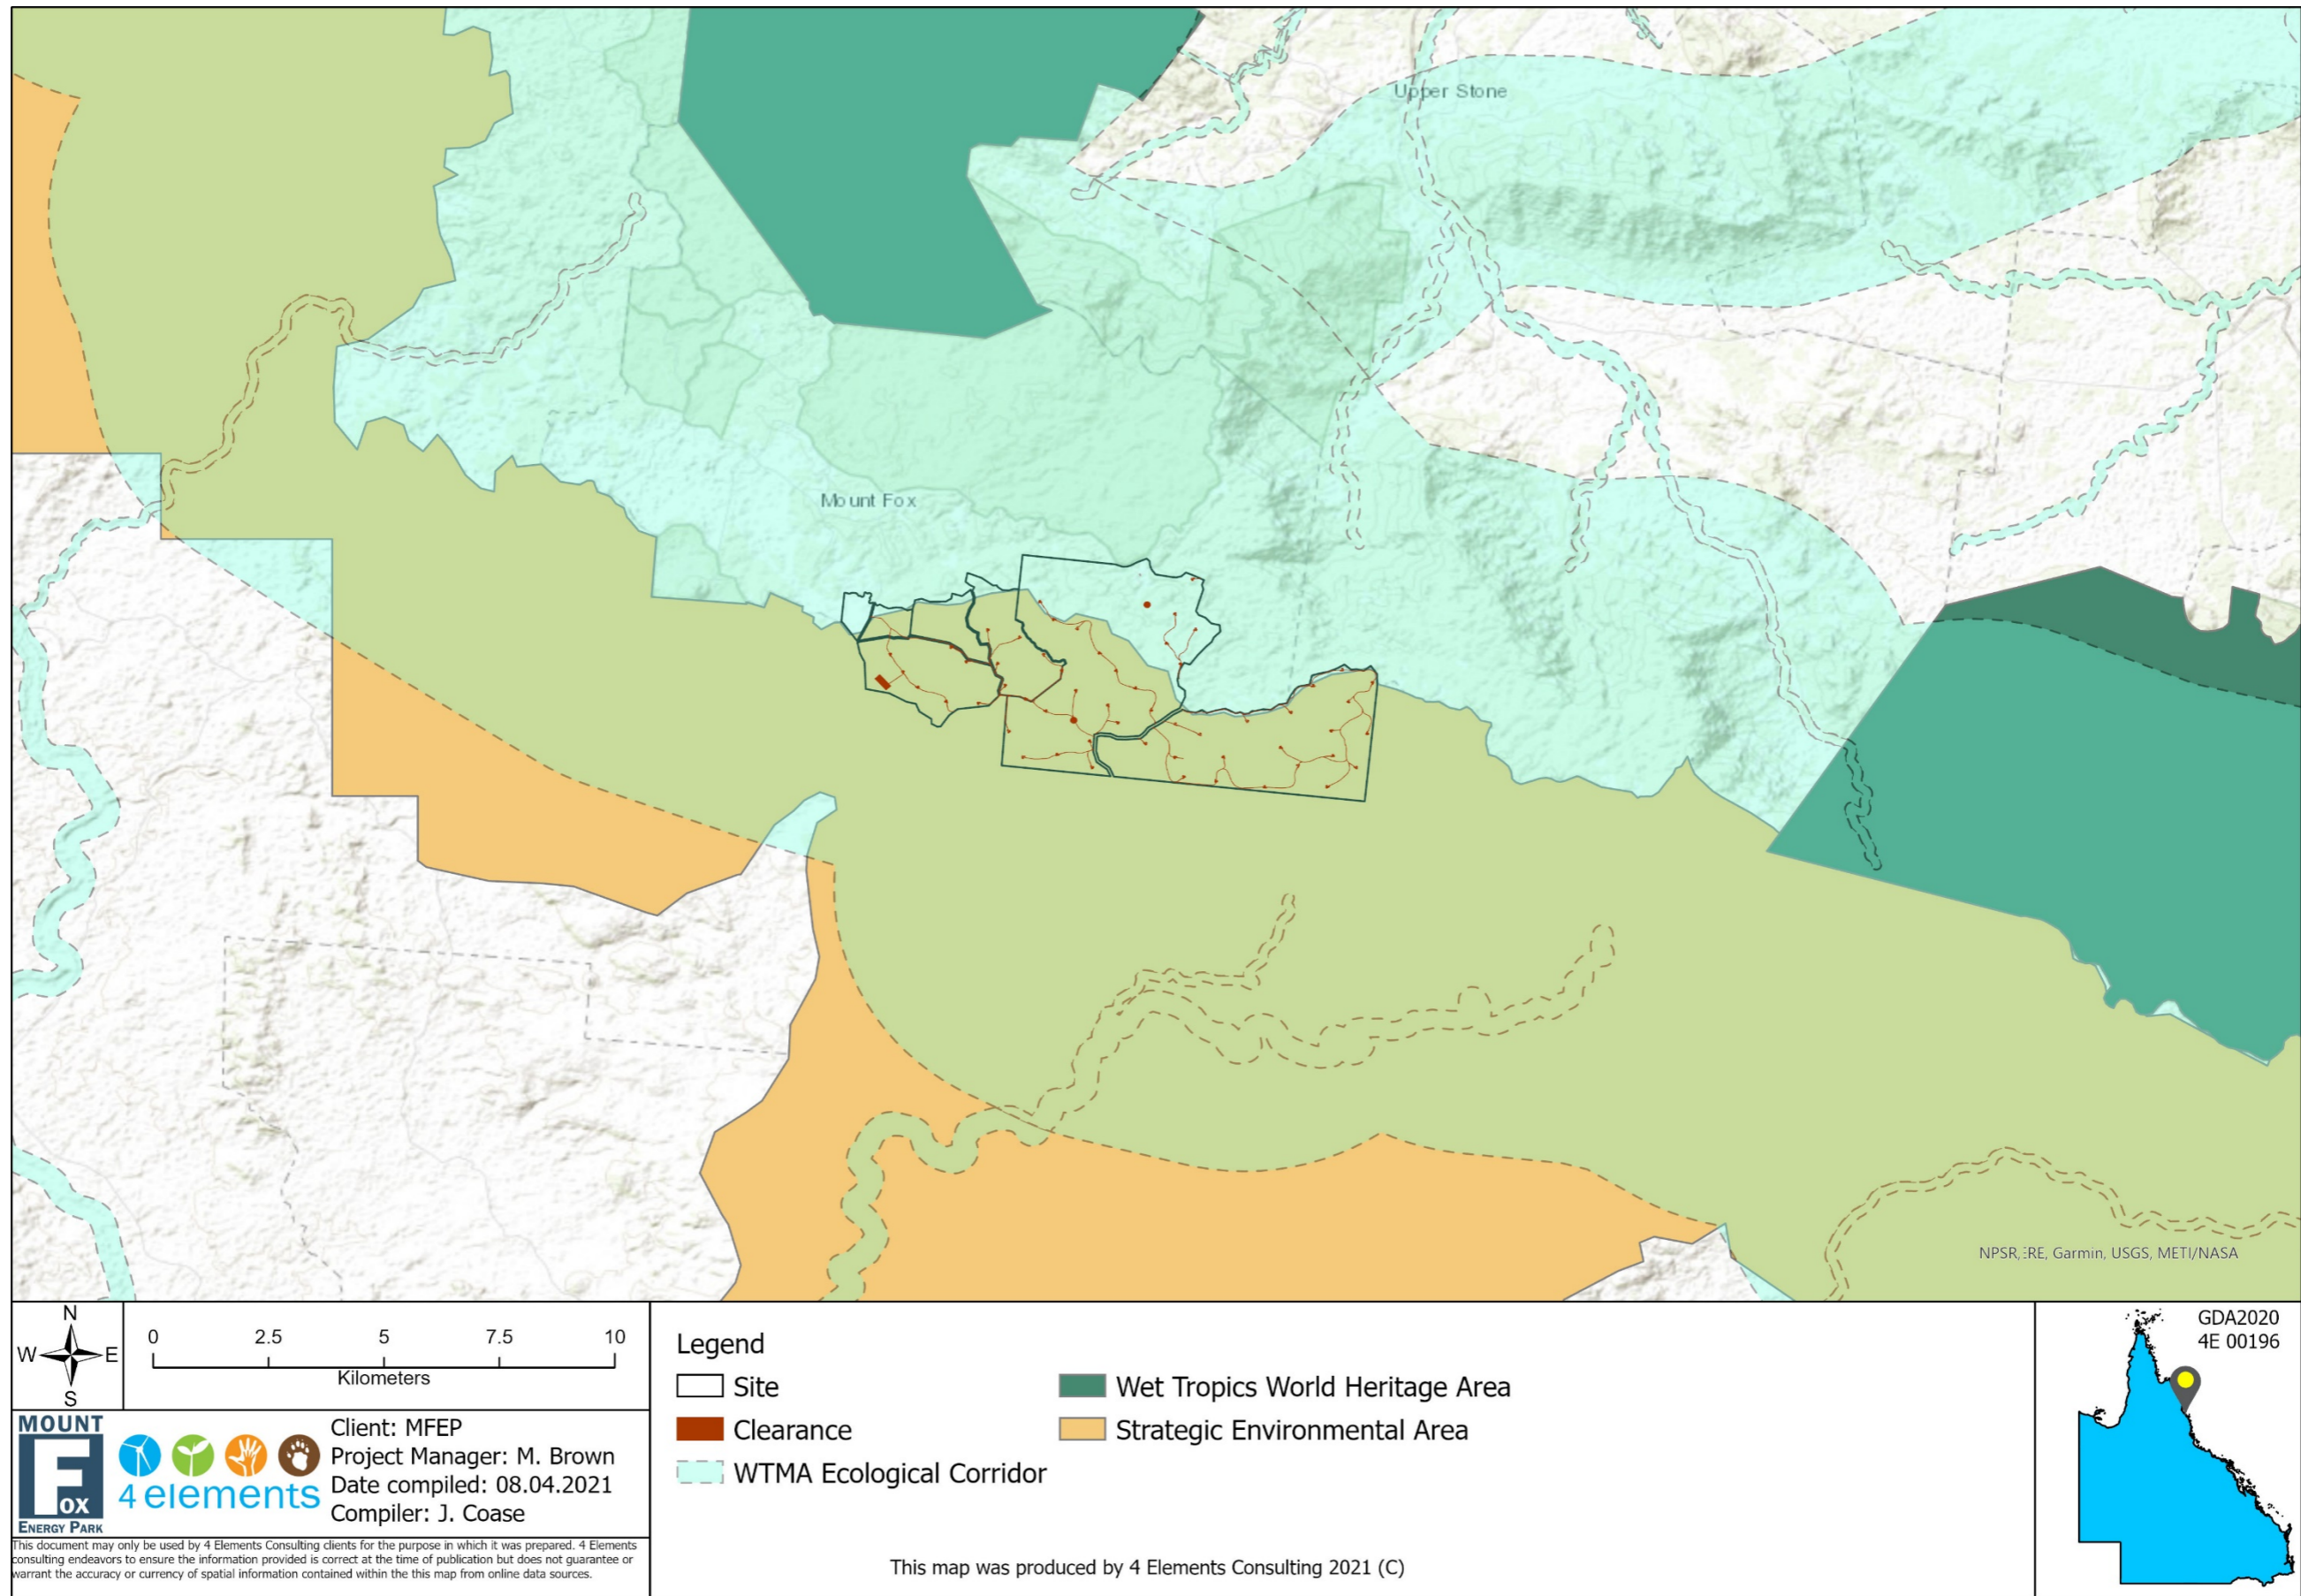 Upper Stone
Mount Fox
NPSR, RE, Garmin, USGS, METI/NASA
N
W E
S
0 2.5 5 7.5 10
Kilometers
MOUNT
FOX
ENERGY PARK
4 elements
Client: MFEP
Project Manager: M. Brown
Date compiled: 08.04.2021
Compiler: J. Coase
This document may only be used by 4 Elements Consulting clients for the purpose in which it was prepared. 4 Elements
consulting endeavors to ensure the information provided is correct at the time of publication but does not guarantee or
warrant the accuracy or currency of spatial information contained within the this map from online data sources.
Legend
Site
Clearance
WTMA Ecological Corridor
Wet Tropics World Heritage Area
Strategic Environmental Area
This map was produced by 4 Elements Consulting 2021 (C)
GDA2020
4E 00196